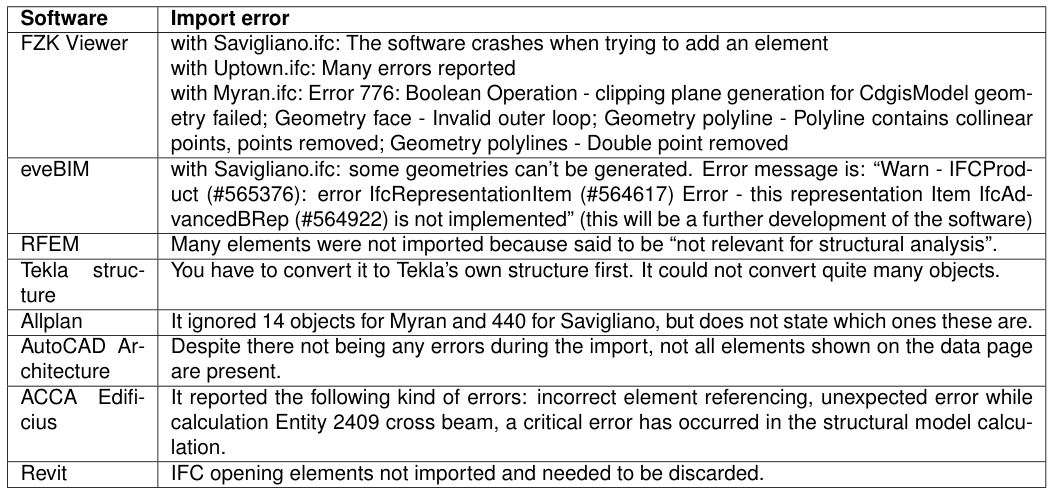 Software Import error
FZK Viewer with Savigliano.ifc: The software crashes when trying to add an element
with Uptown.ifc: Many errors reported
with Myran.ifc: Error 776: Boolean Operation - clipping plane generation for CdgisModel geom-
etry failed; Geometry face - Invalid outer loop; Geometry polyline - Polyline contains collinear
points, points removed; Geometry polylines - Double point removed
eveBIM with Savigliano.ifc: some geometries can't be generated. Error message is: “Warn - IFCProd-
uct (#565376): error IfcRepresentationItem (#564617) Error - this representation Item IfcAd-
vancedBRep (#564922) is not implemented” (this will be a further development of the software)
RFEM Many elements were not imported because said to be “not relevant for structural analysis”.
Tekla struc- You have to convert it to Tekla's own structure first. It could not convert quite many objects.
ture
Allplan It ignored 14 objects for Myran and 440 for Savigliano, but does not state which ones these are.
AutoCAD Ar- Despite there not being any errors during the import, not all elements shown on the data page
chitecture are present.
ACCA Edifi- It reported the following kind of errors: incorrect element referencing, unexpected error while
cius calculation Entity 2409 cross beam, a critical error has occurred in the structural model calcu-
lation.
Revit IFC opening elements not imported and needed to be discarded.